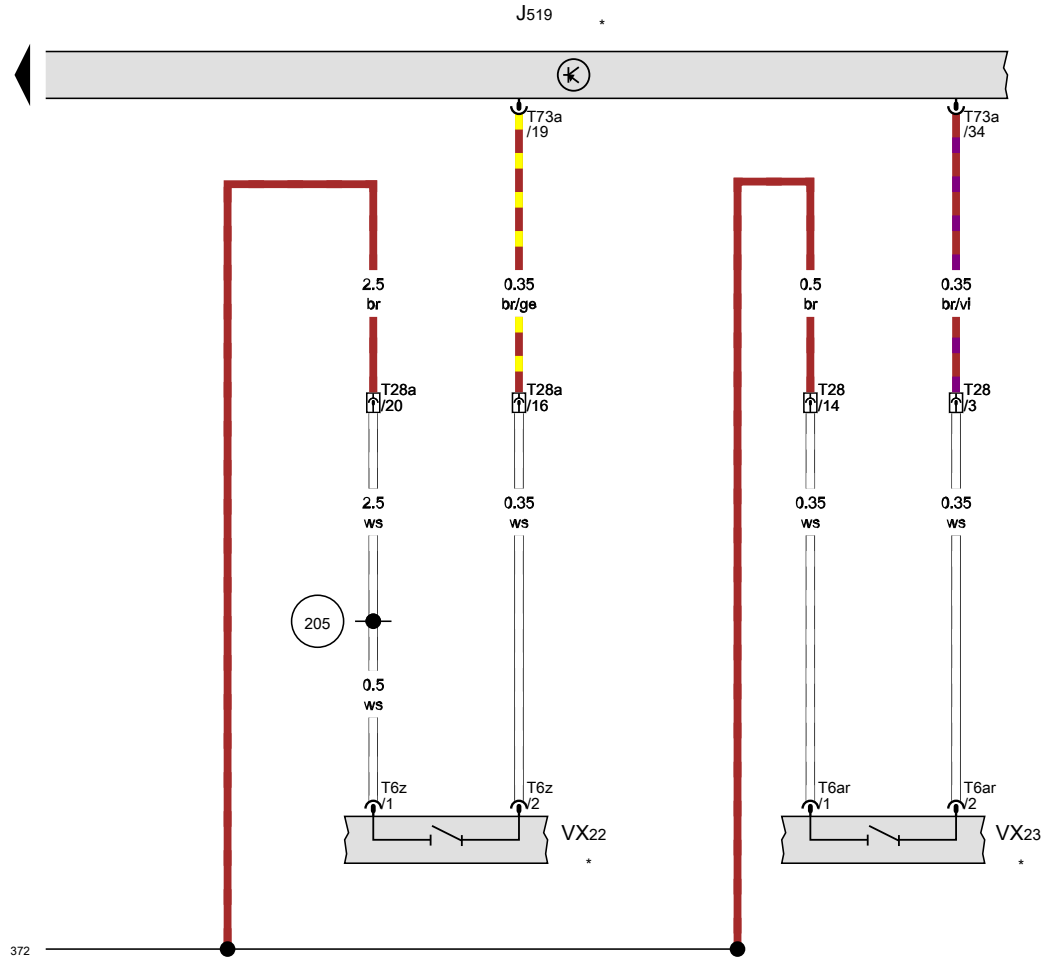 J519
*
T73a
/19
T73a
/34
2.5
br
0.35
br/ge
0.5
br
0.35
br/vi
T28a
/20
T28a
/16
T28
/14
T28
/3
2.5
ws
0.35
ws
0.35
ws
0.35
ws
205
0.5
ws
T6z
/1
T6z
/2
T6ar
/1
T6ar
/2
VX22
*
VX23
*
372